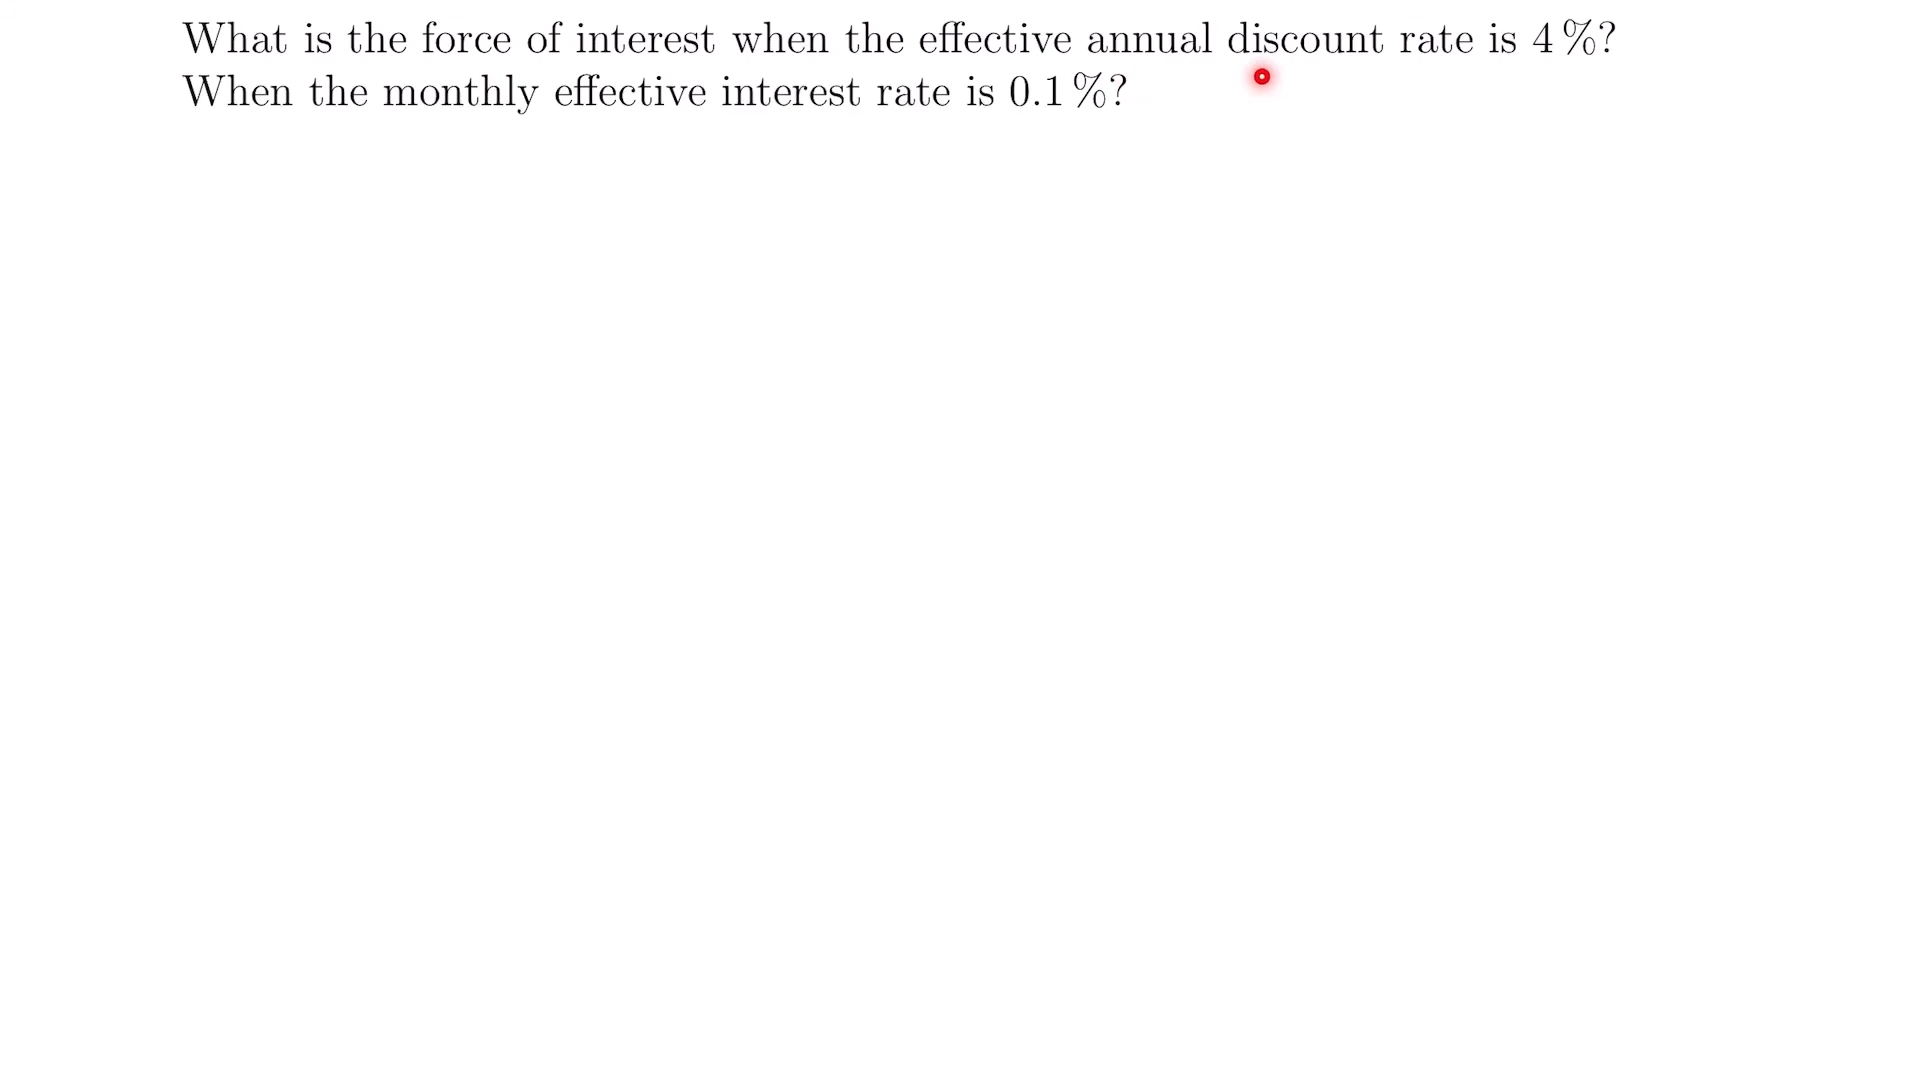 What is the force of interest when the effective annual discount rate is 4 %?
When the monthly effective interest rate is 0.1 %?